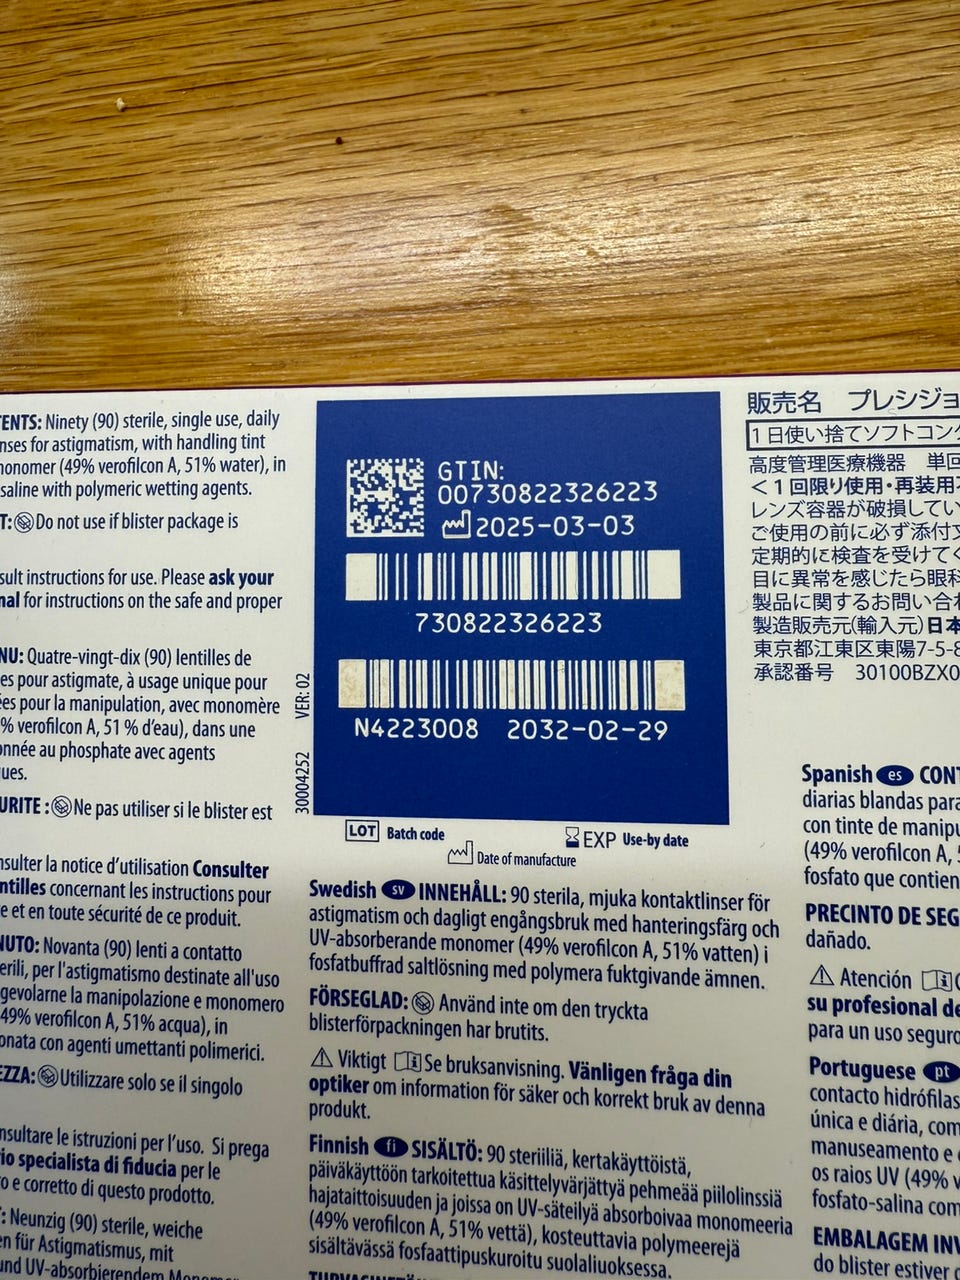 TENTS: Ninety (90) sterile, single use, daily
nses for astigmatism, with handling tint
monomer (49% verofilcon A, 51% water), in
saline with polymeric wetting agents.
T: Do not use if blister package is
sult instructions for use. Please ask your
nal for instructions on the safe and proper
NU: Quatre-vingt-dix (90) lentilles de
es pour astigmate, à usage unique pour
ées pour la manipulation, avec monomère
% verofilcon A, 51 % d'eau), dans une
onnée au phosphate avec agents
ues.
URITE : Ne pas utiliser si le blister est
nsulter la notice d'utilisation Consulter
ntilles concernant les instructions pour
e et en toute sécurité de ce produit.
NUTO: Novanta (90) lenti a contatto
erili, per l'astigmatismo destinate all'uso
gevolarne la manipolazione e monomero
49% verofilcon A, 51% acqua), in
onata con agenti umettanti polimerici.
EZZA: Utilizzare solo se il singolo
nsultare le istruzioni per l'uso. Si prega
io specialista di fiducia per le
o e corretto di questo prodotto.
: Neunzig (90) sterile, weiche
n für Astigmatismus, mit
und UV-absorbierendem Monomer
30004252 VER: 02
GTIN:
00730822326223
2025-03-03
730822326223
N4223008 2032-02-29
LOT Batch code
EXP Use-by date
Date of manufacture
Swedish sv INNEHÅLL: 90 sterila, mjuka kontaktlinser för
astigmatism och dagligt engångsbruk med hanteringsfärg och
UV-absorberande monomer (49% verofilcon A, 51% vatten) i
fosfatbuffrad saltlösning med polymera fuktgivande ämnen.
FÖRSEGLAD: Använd inte om den tryckta
blisterförpackningen har brutits.
Viktigt Se bruksanvisning. Vänligen fråga din
optiker om information för säker och korrekt bruk av denna
produkt.
Finnish fi SISÄLTÖ: 90 steriiliä, kertakäyttöistä,
päiväkäyttöön tarkoitettua käsittelyvärjättyä pehmeää piilolinssiä
hajataittoisuuden ja joissa on UV-säteilyä absorboivaa monomeeria
(49% verofilcon A, 51% vettä), kosteuttavia polymeerejä
sisältävässä fosfaattipuskuroitu suolaliuoksessa.
販売名 プレシジョ
1日使い捨てソフトコンタ
高度管理医療機器 単回
＜1回限り使用・再装用不
レンズ容器が破損してい
ご使用の前に必ず添付文
定期的に検査を受けてく
目に異常を感じたら眼科
製品に関するお問い合わ
製造販売元(輸入元)日本
東京都江東区東陽7-5-8
承認番号 30100BZX0
Spanish es CONT
diarias blandas para
con tinte de manipu
(49% verofilcon A, 5
fosfato que contien
PRECINTO DE SEG
dañado.
Atención
su profesional de
para un uso seguro
Portuguese pt
contacto hidrófilas
única e diária, com
manuseamento e
os raios UV (49% v
fosfato-salina com
EMBALAGEM INV
do blister estiver